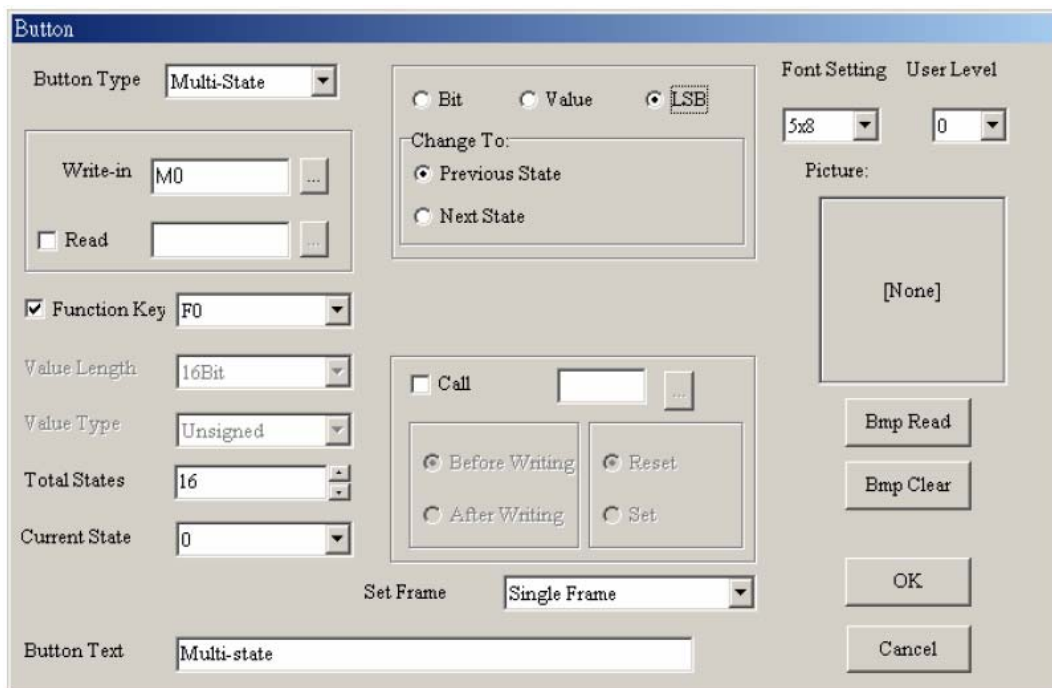 Button
Button Type Multi-State
Write-in M0 ...
Read ...
Function Key F0
Value Length 16Bit
Value Type Unsigned
Total States 16
Current State 0
Bit Value LSB
Change To:
Previous State
Next State
Call ...
Before Writing Reset
After Writing Set
Set Frame Single Frame
Button Text Multi-state
Font Setting User Level
5x8 0
Picture:
[None]
Bmp Read
Bmp Clear
OK
Cancel